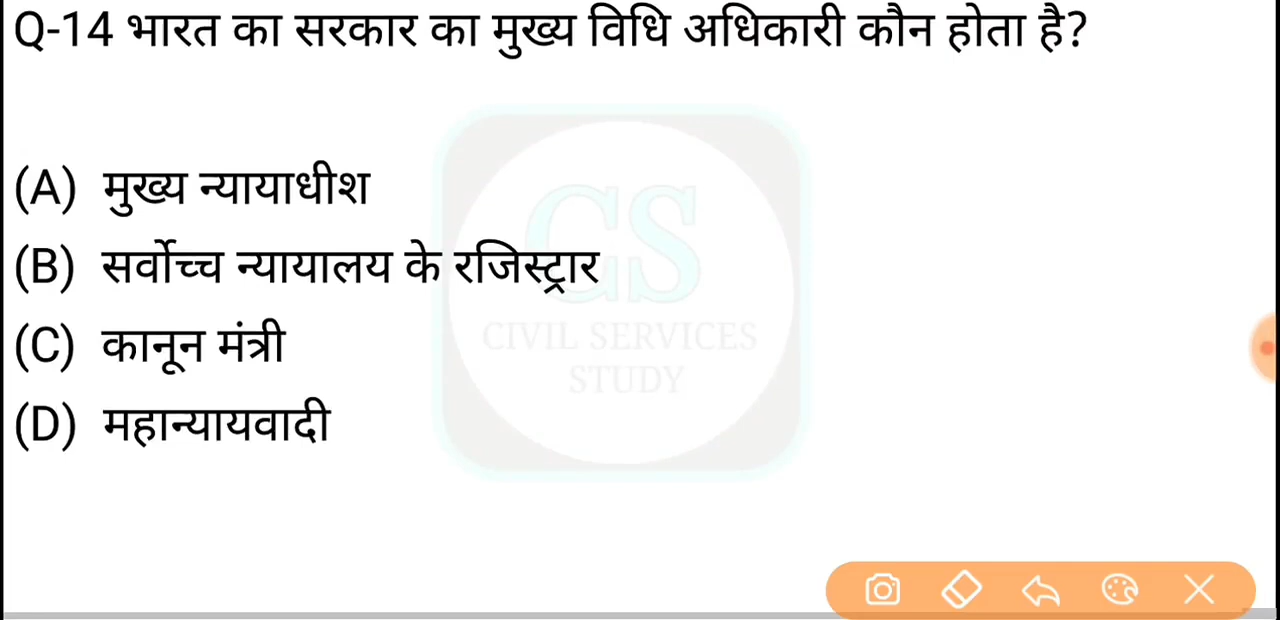 Q-14 भारत का सरकार का मुख्य विधि अधिकारी कौन होता है?
(A) मुख्य न्यायाधीश
(B) सर्वोच्च न्यायालय के रजिस्ट्रार
(C) कानून मंत्री
(D) महान्यायवादी
CS
CIVIL SERVICES
STUDY